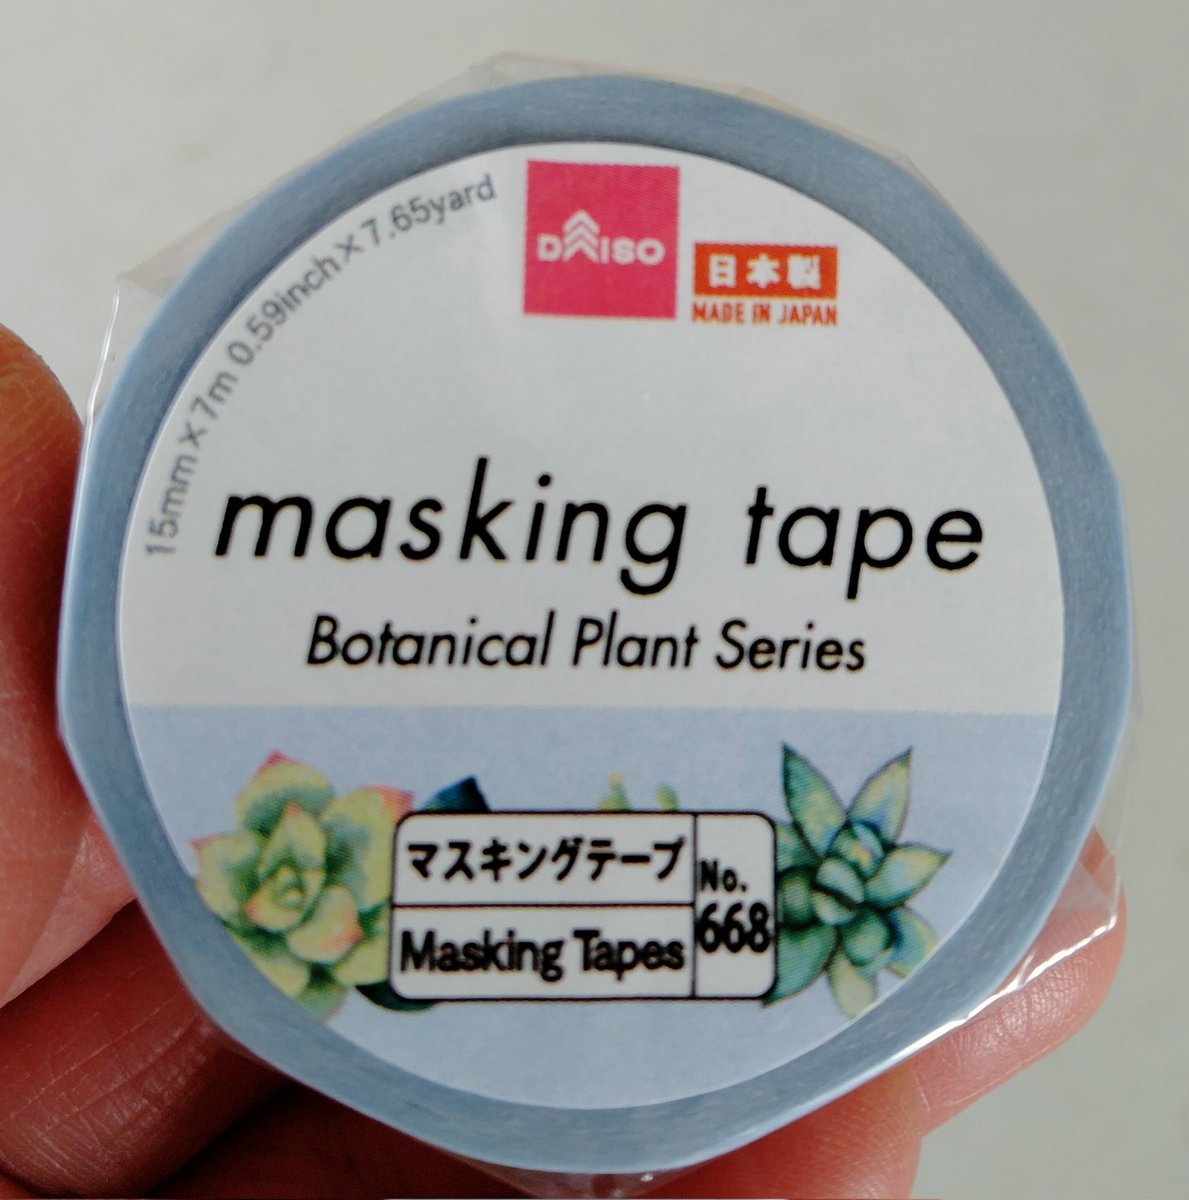 15mm×7m 0.59inch×7.65yard
DAISO
日本製
MADE IN JAPAN
masking tape
Botanical Plant Series
マスキングテープ
Masking Tapes
No.
668